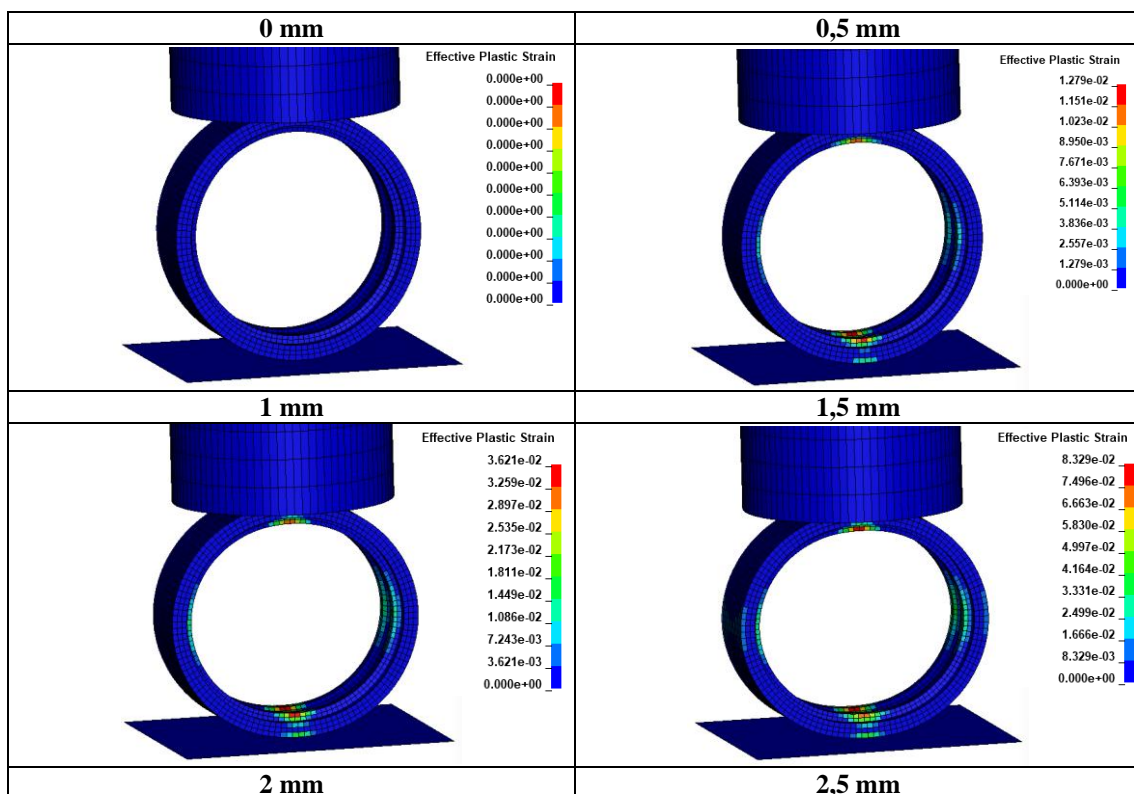 0 mm
0,5 mm
Effective Plastic Strain
0.000e+00
0.000e+00
0.000e+00
0.000e+00
0.000e+00
0.000e+00
0.000e+00
0.000e+00
0.000e+00
0.000e+00
0.000e+00
Effective Plastic Strain
1.279e-02
1.151e-02
1.023e-02
8.950e-03
7.671e-03
6.393e-03
5.114e-03
3.836e-03
2.557e-03
1.279e-03
0.000e+00
1 mm
1,5 mm
Effective Plastic Strain
3.621e-02
3.259e-02
2.897e-02
2.535e-02
2.173e-02
1.811e-02
1.449e-02
1.086e-02
7.243e-03
3.621e-03
0.000e+00
Effective Plastic Strain
8.329e-02
7.496e-02
6.663e-02
5.830e-02
4.997e-02
4.164e-02
3.331e-02
2.499e-02
1.666e-02
8.329e-03
0.000e+00
2 mm
2,5 mm